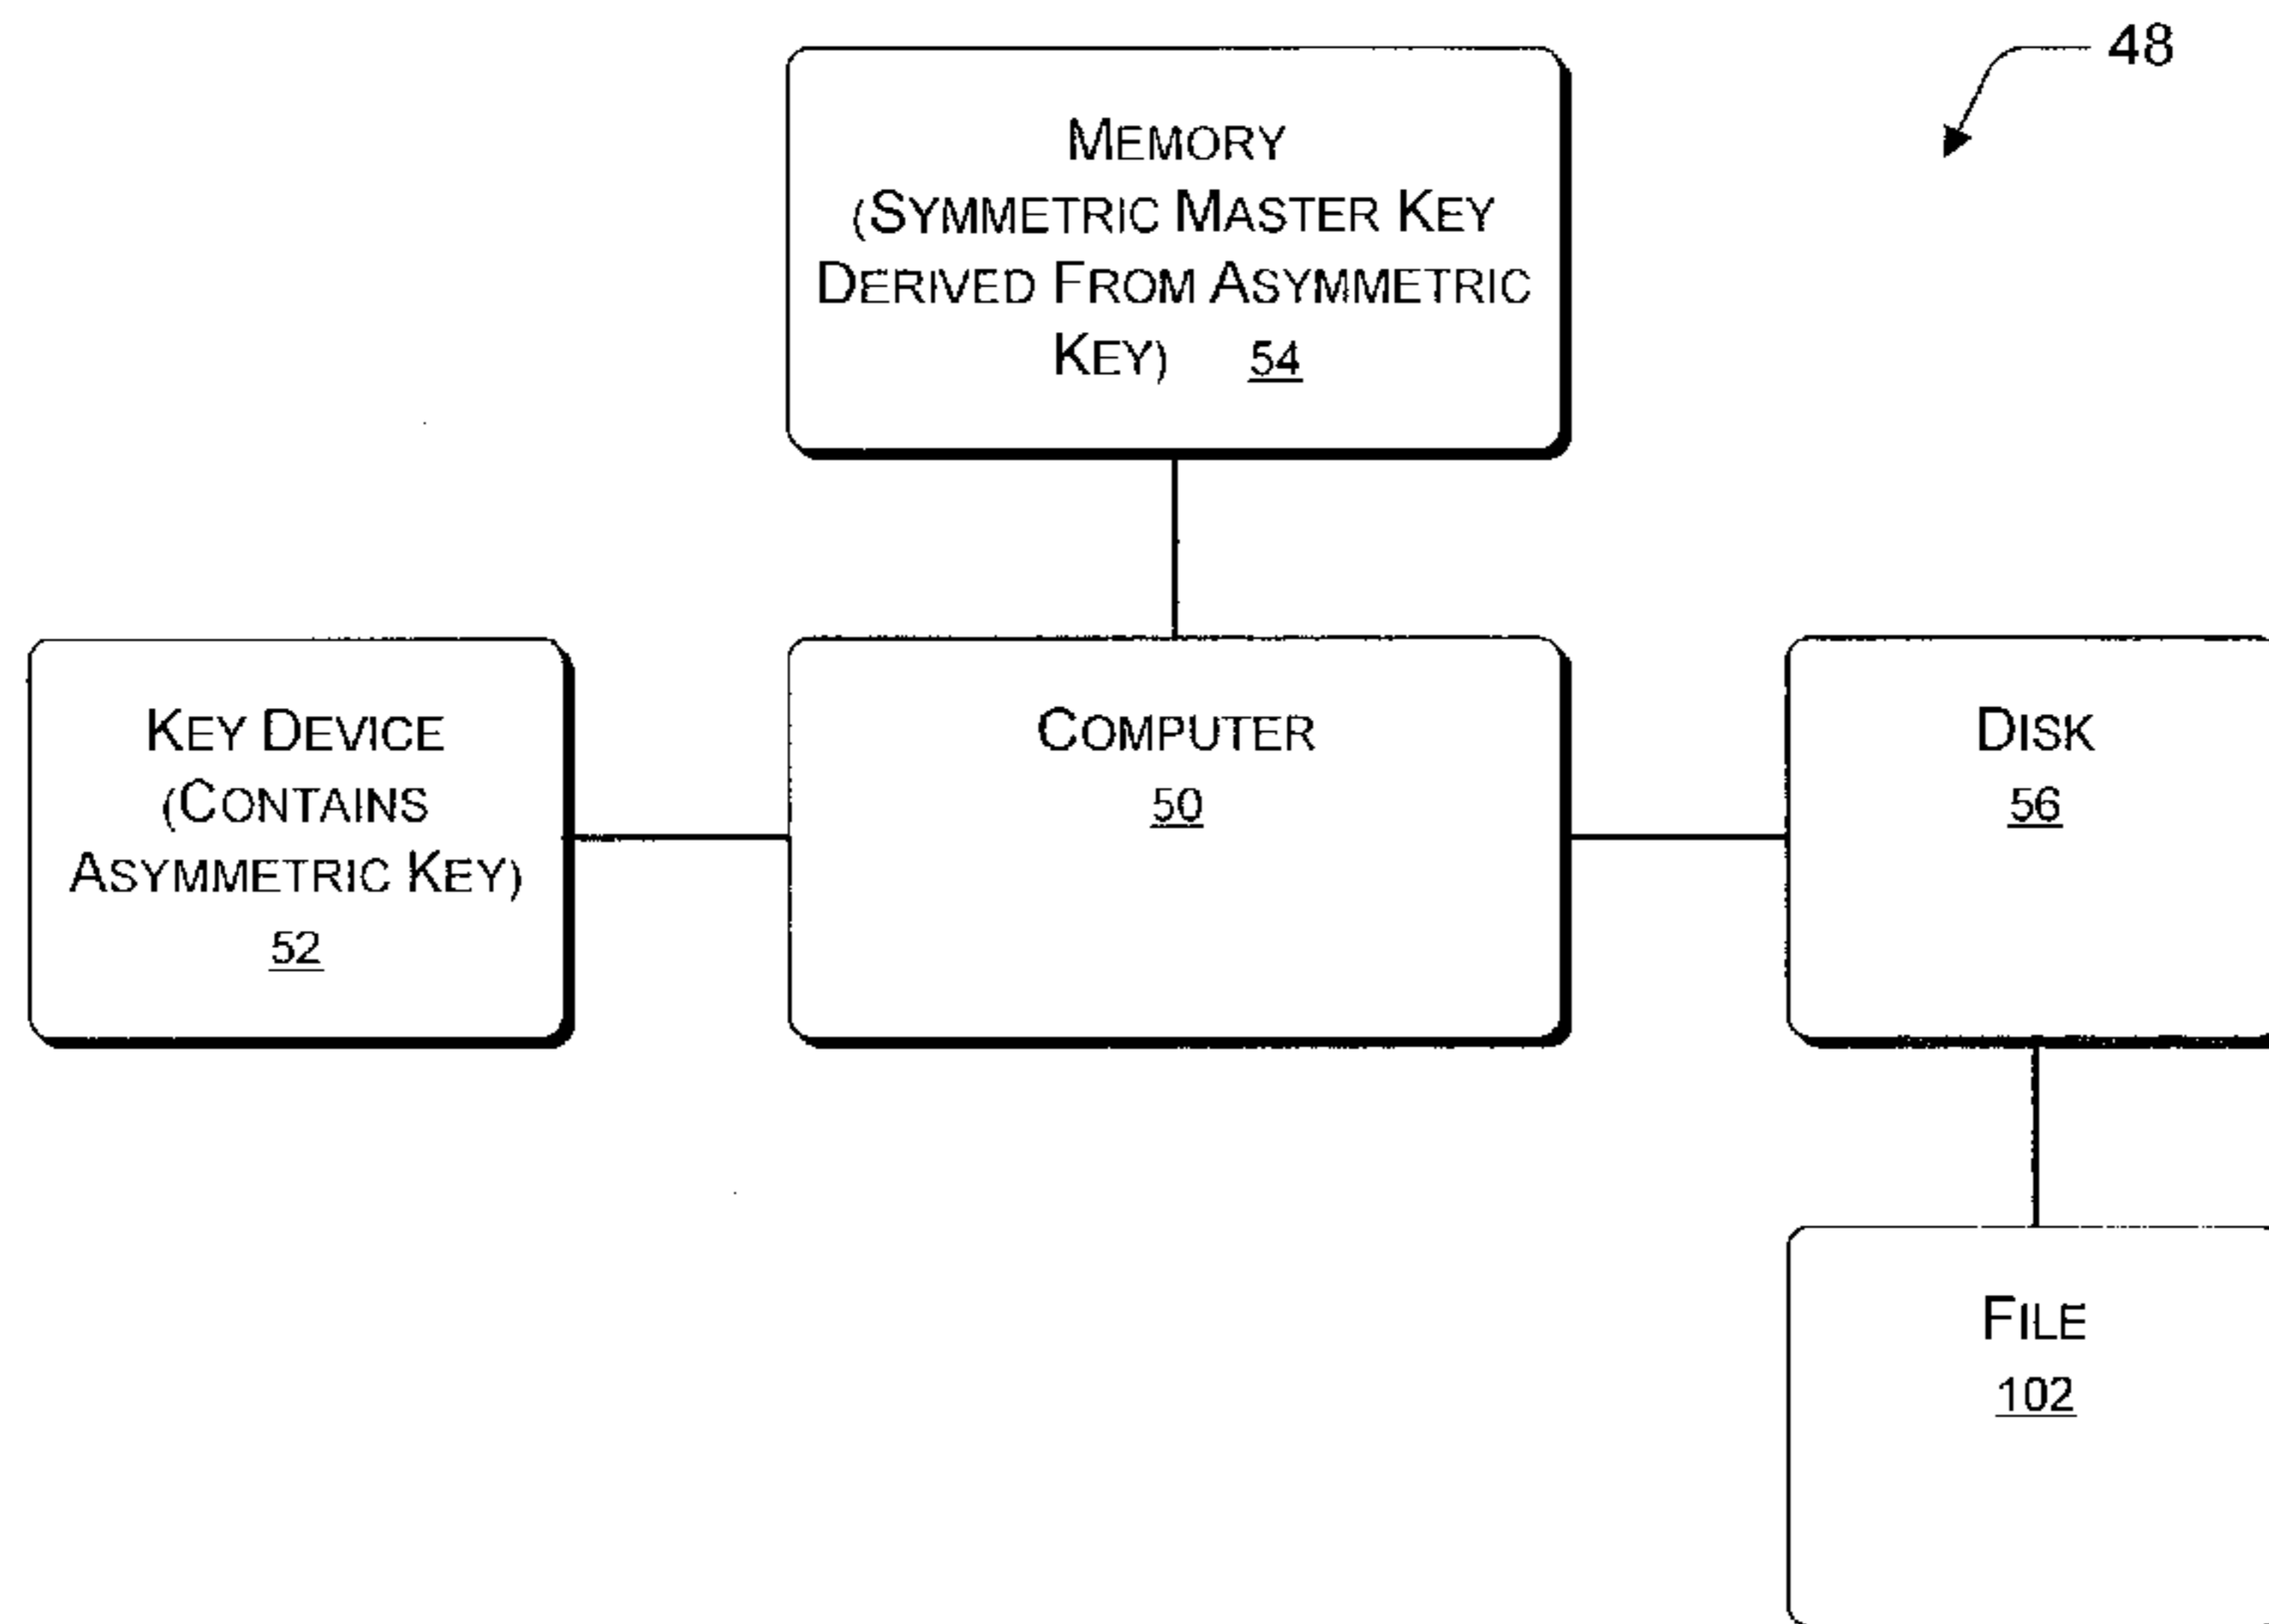 48
MEMORY
(SYMMETRIC MASTER KEY
DERIVED FROM ASYMMETRIC
KEY) 54
KEY DEVICE
(CONTAINS
ASYMMETRIC KEY)
52
COMPUTER
50
DISK
56
FILE
102